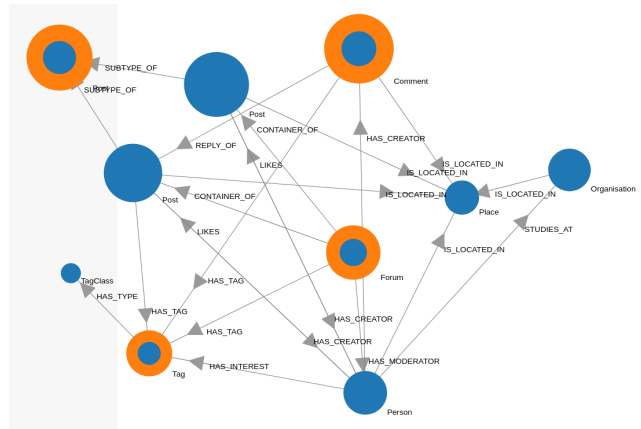 SUBTYPE_OF
Post
SUBTYPE_OF
Comment
Post
CONTAINER_OF
HAS_CREATOR
REPLY_OF
LIKES
IS_LOCATED_IN
IS_LOCATED_IN
Organisation
Post
CONTAINER_OF
IS_LOCATED_IN
IS_LOCATED_IN
Place
LIKES
STUDIES_AT
IS_LOCATED_IN
TagClass
HAS_TAG
Forum
HAS_TYPE
HAS_TAG
HAS_CREATOR
HAS_TAG
HAS_CREATOR
HAS_MODERATOR
HAS_INTEREST
Tag
Person